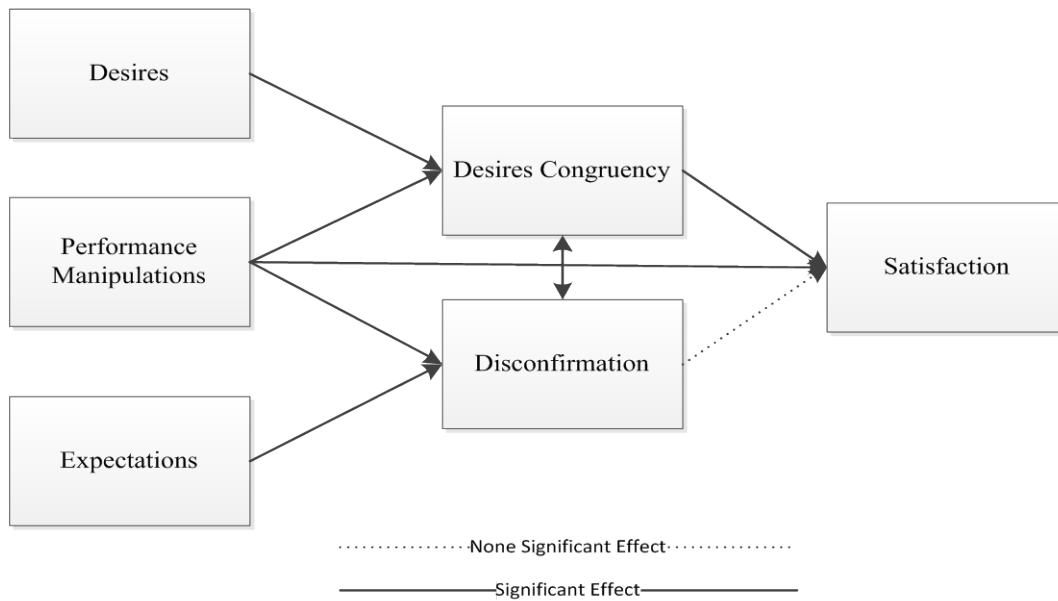 Desires
Desires Congruency
Performance
Manipulations
Satisfaction
Disconfirmation
Expectations
None Significant Effect
Significant Effect